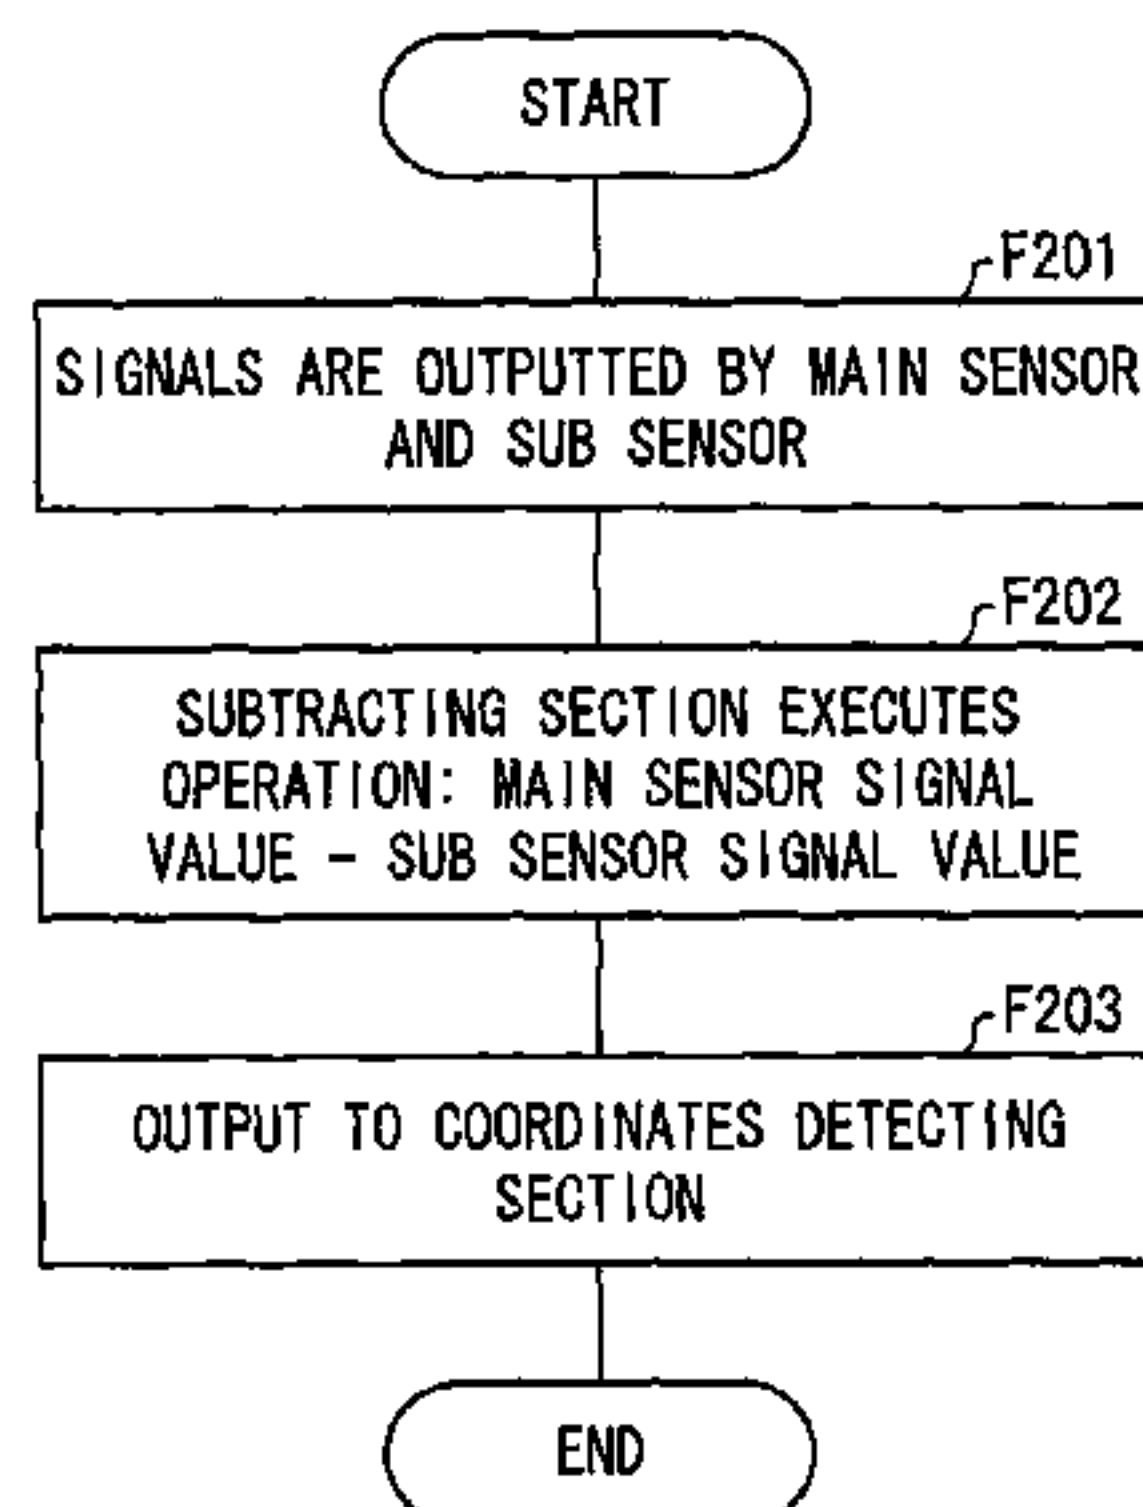 START
F201
SIGNALS ARE OUTPUTTED BY MAIN SENSOR
AND SUB SENSOR
F202
SUBTRACTING SECTION EXECUTES
OPERATION: MAIN SENSOR SIGNAL
VALUE - SUB SENSOR SIGNAL VALUE
F203
OUTPUT TO COORDINATES DETECTING
SECTION
END